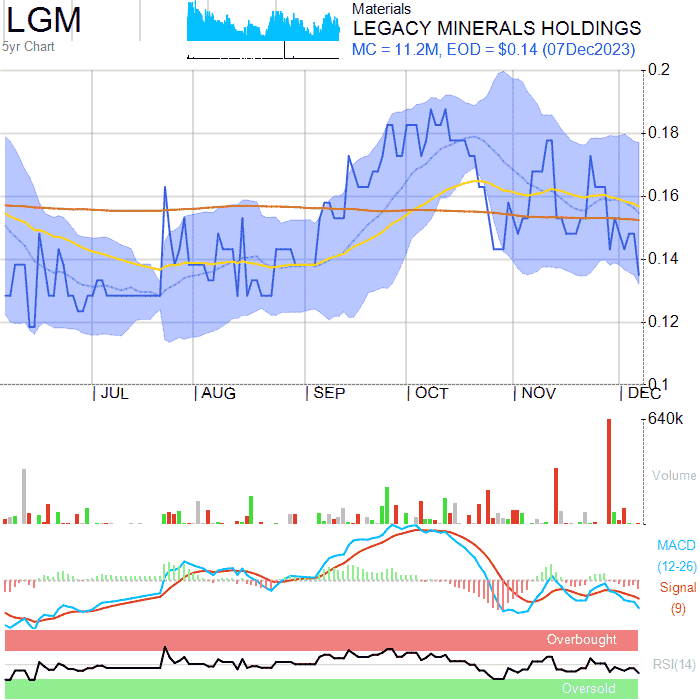 LGM
5yr Chart
Materials
LEGACY MINERALS HOLDINGS
MC = 11.2M, EOD = $0.14 (07Dec2023)
0.2
0.18
0.16
0.14
0.12
0.1
JUL AUG SEP OCT NOV DEC
640k
Volume
MACD
(12-26)
Signal
(9)
Overbought
RSI(14)
Oversold